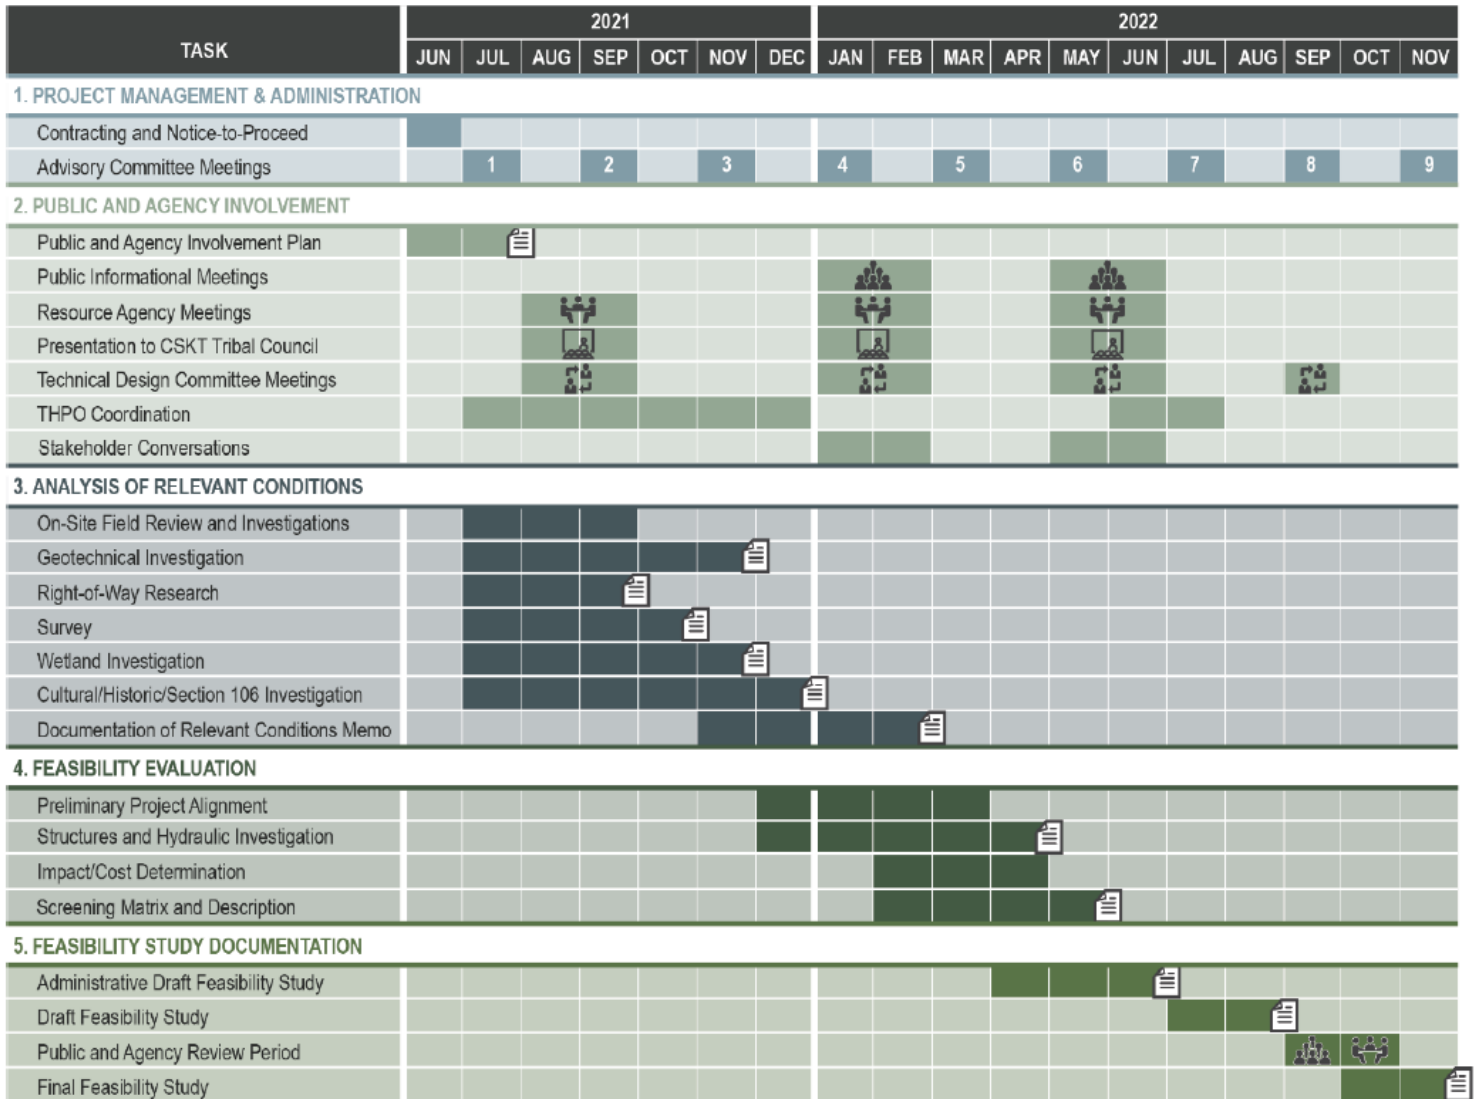 2021 2022
TASK JUN JUL AUG SEP OCT NOV DEC JAN FEB MAR APR MAY JUN JUL AUG SEP OCT NOV
1. PROJECT MANAGEMENT & ADMINISTRATION
Contracting and Notice-to-Proceed
Advisory Committee Meetings 1 2 3 4 5 6 7 8 9
2. PUBLIC AND AGENCY INVOLVEMENT
Public and Agency Involvement Plan
Public Informational Meetings
Resource Agency Meetings
Presentation to CSKT Tribal Council
Technical Design Committee Meetings
THPO Coordination
Stakeholder Conversations
3. ANALYSIS OF RELEVANT CONDITIONS
On-Site Field Review and Investigations
Geotechnical Investigation
Right-of-Way Research
Survey
Wetland Investigation
Cultural/Historic/Section 106 Investigation
Documentation of Relevant Conditions Memo
4. FEASIBILITY EVALUATION
Preliminary Project Alignment
Structures and Hydraulic Investigation
Impact/Cost Determination
Screening Matrix and Description
5. FEASIBILITY STUDY DOCUMENTATION
Administrative Draft Feasibility Study
Draft Feasibility Study
Public and Agency Review Period
Final Feasibility Study